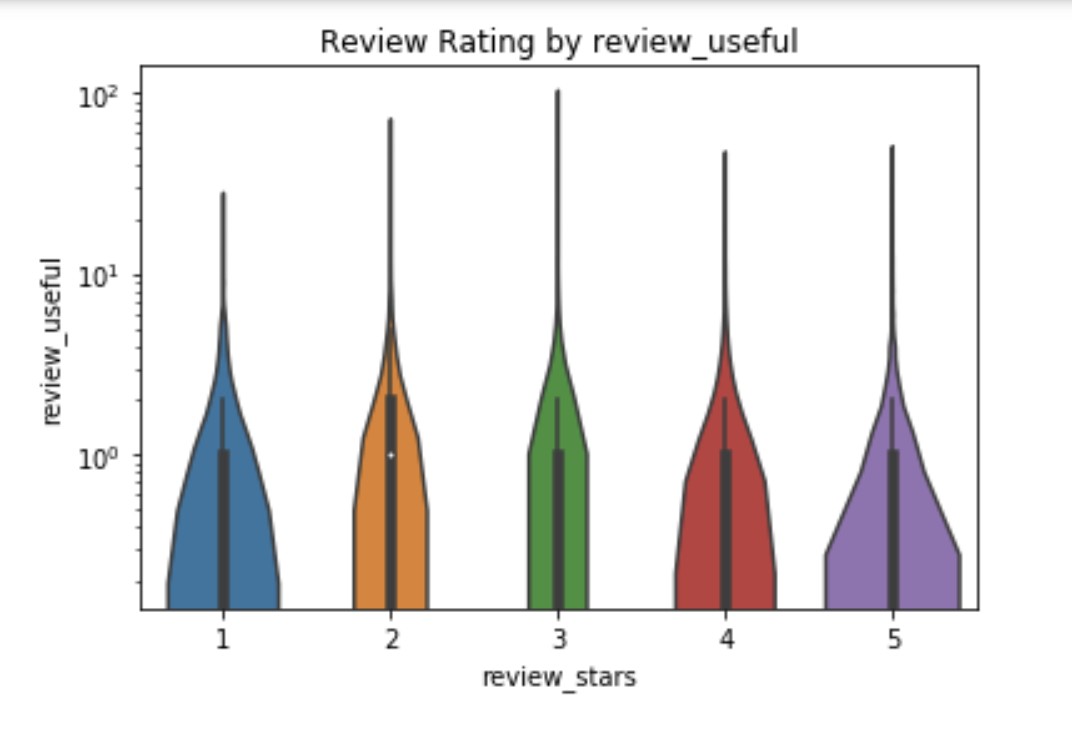 Review Rating by review_useful
10²
10¹
10⁰
review_useful
1 2 3 4 5
review_stars